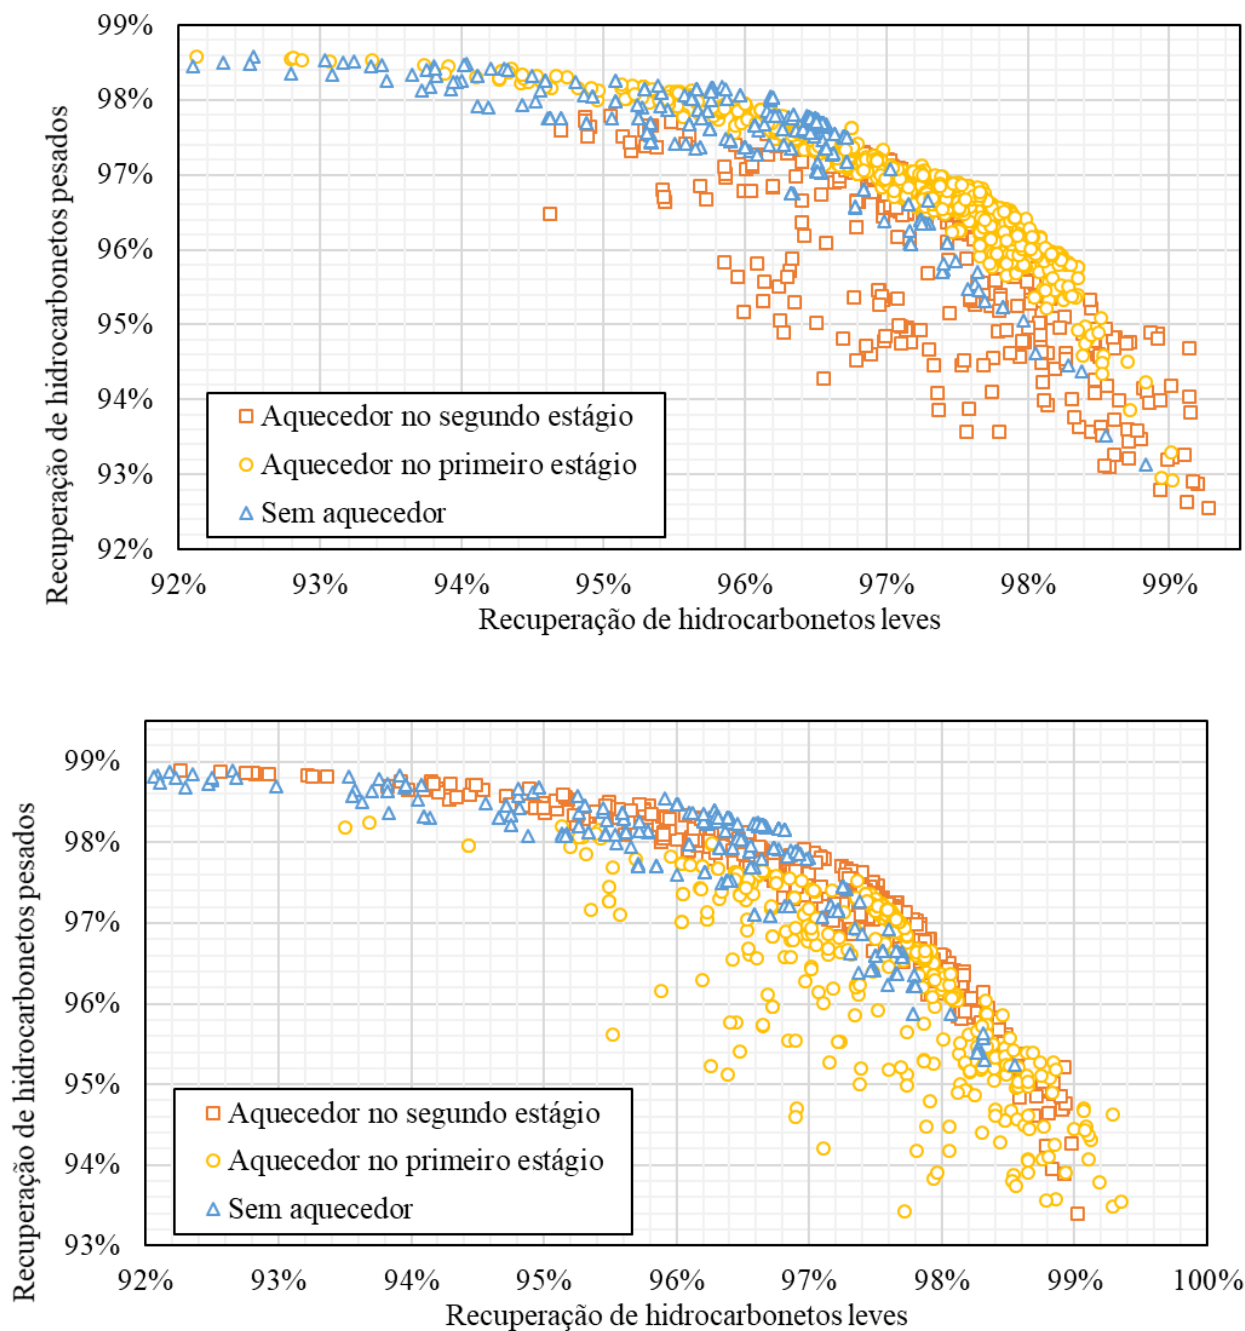 99%
98%
97%
96%
95%
94%
93%
92%
Recuperação de hidrocarbonetos pesados
Aquecedor no segundo estágio
Aquecedor no primeiro estágio
Sem aquecedor
92% 93% 94% 95% 96% 97% 98% 99%
Recuperação de hidrocarbonetos leves
99%
98%
97%
96%
95%
94%
93%
Recuperação de hidrocarbonetos pesados
Aquecedor no segundo estágio
Aquecedor no primeiro estágio
Sem aquecedor
92% 93% 94% 95% 96% 97% 98% 99% 100%
Recuperação de hidrocarbonetos leves